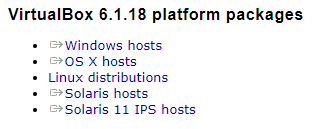 VirtualBox 6.1.18 platform packages
Windows hosts
OS X hosts
Linux distributions
Solaris hosts
Solaris 11 IPS hosts